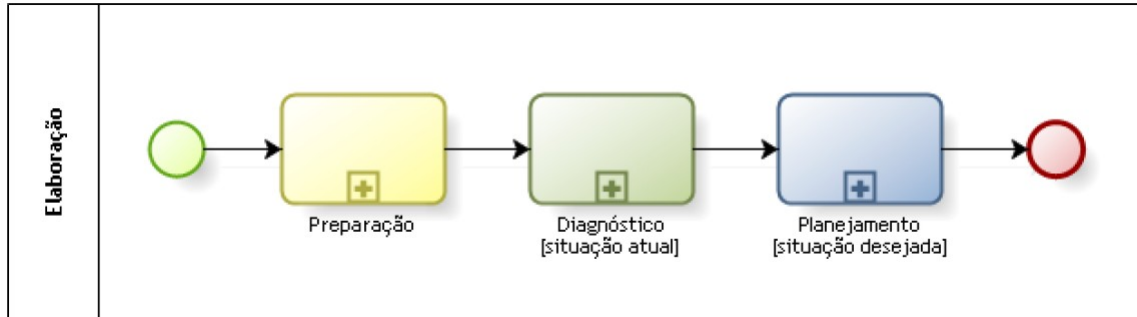 Elaboração
Preparação
Diagnóstico
[situação atual]
Planejamento
[situação desejada]